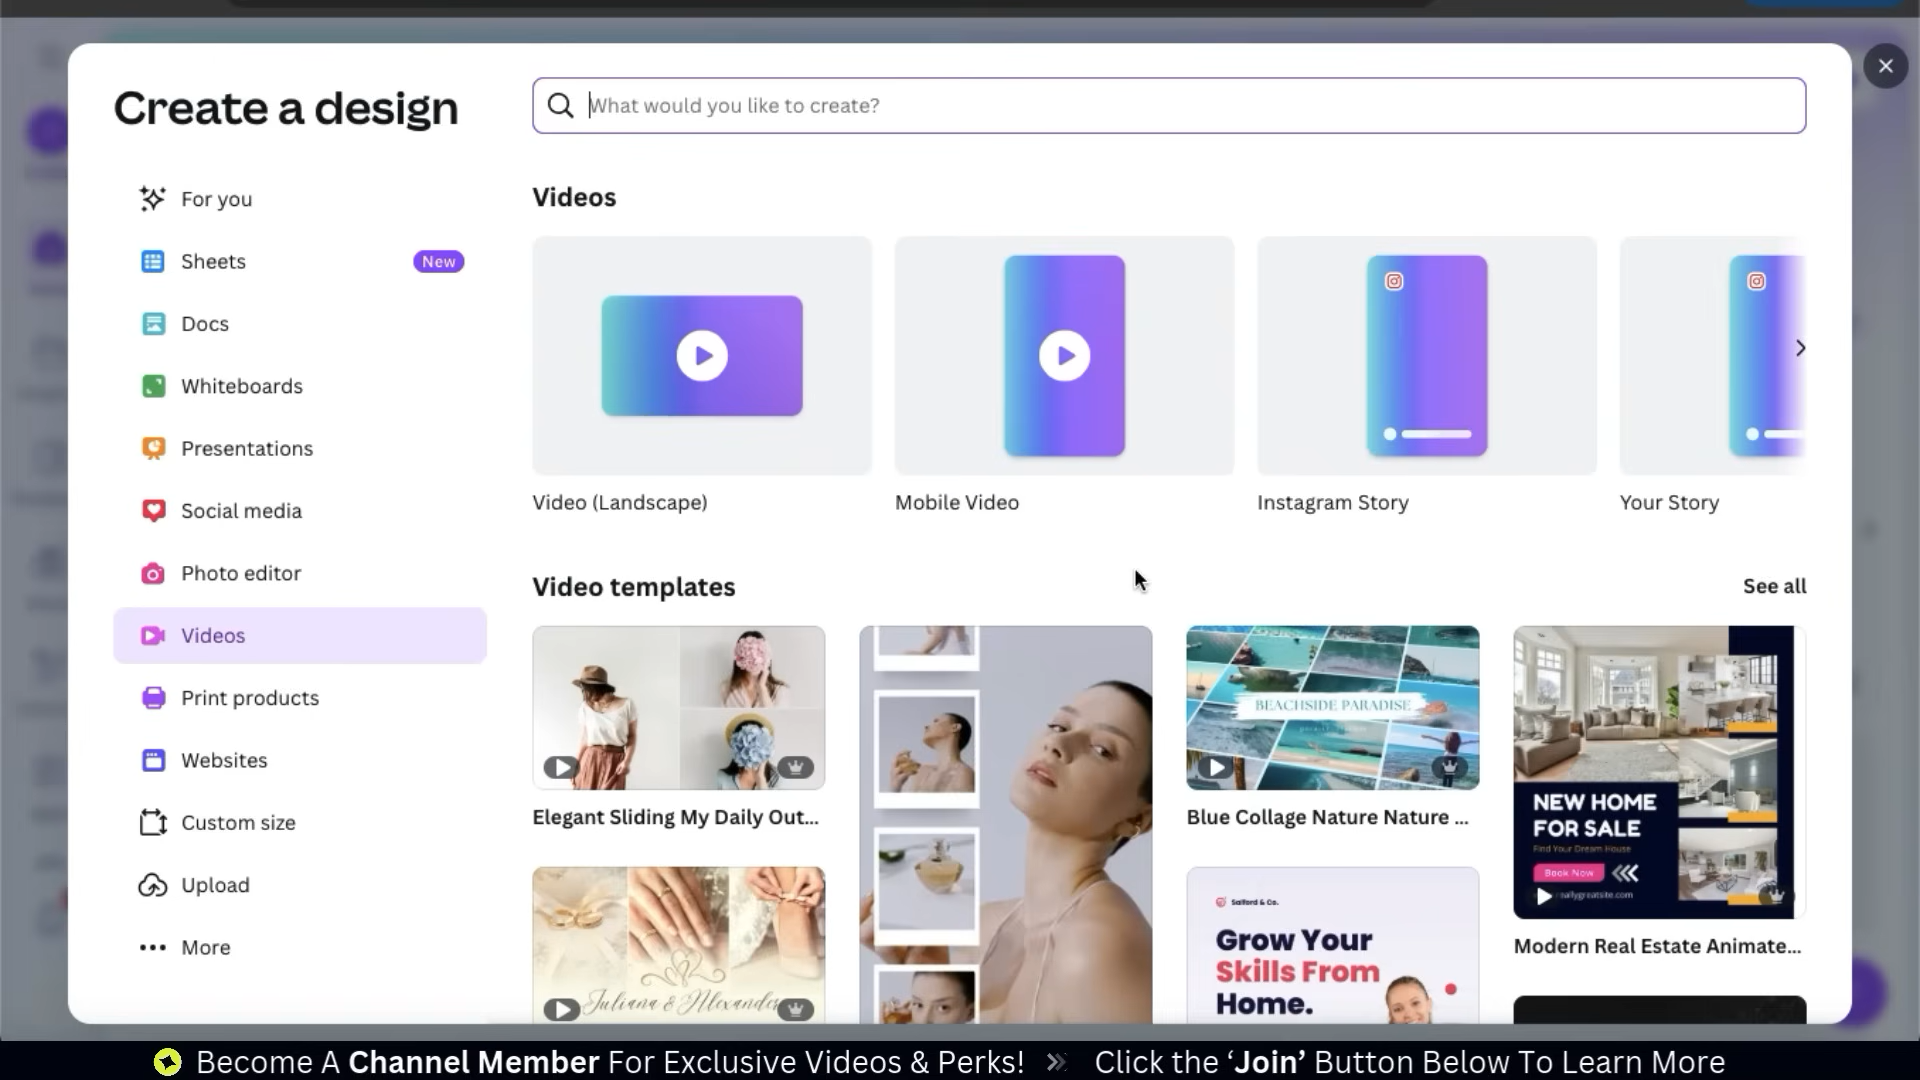 Create a design
What would you like to create?
For you
Sheets
New
Docs
Whiteboards
Presentations
Social media
Photo editor
Videos
Print products
Websites
Custom size
Upload
More
Videos
Video (Landscape)
Mobile Video
Instagram Story
Your Story
Video templates
See all
Elegant Sliding My Daily Out...
BEACHSIDE PARADISE
Blue Collage Nature Nature ...
NEW HOME
FOR SALE
Find Your Dream House
Book Now
Modern Real Estate Animate...
Juliana & Alexander
Salford & Co.
Grow Your
Skills From
Home.
Become A Channel Member For Exclusive Videos & Perks! Click the ‘Join’ Button Below To Learn More